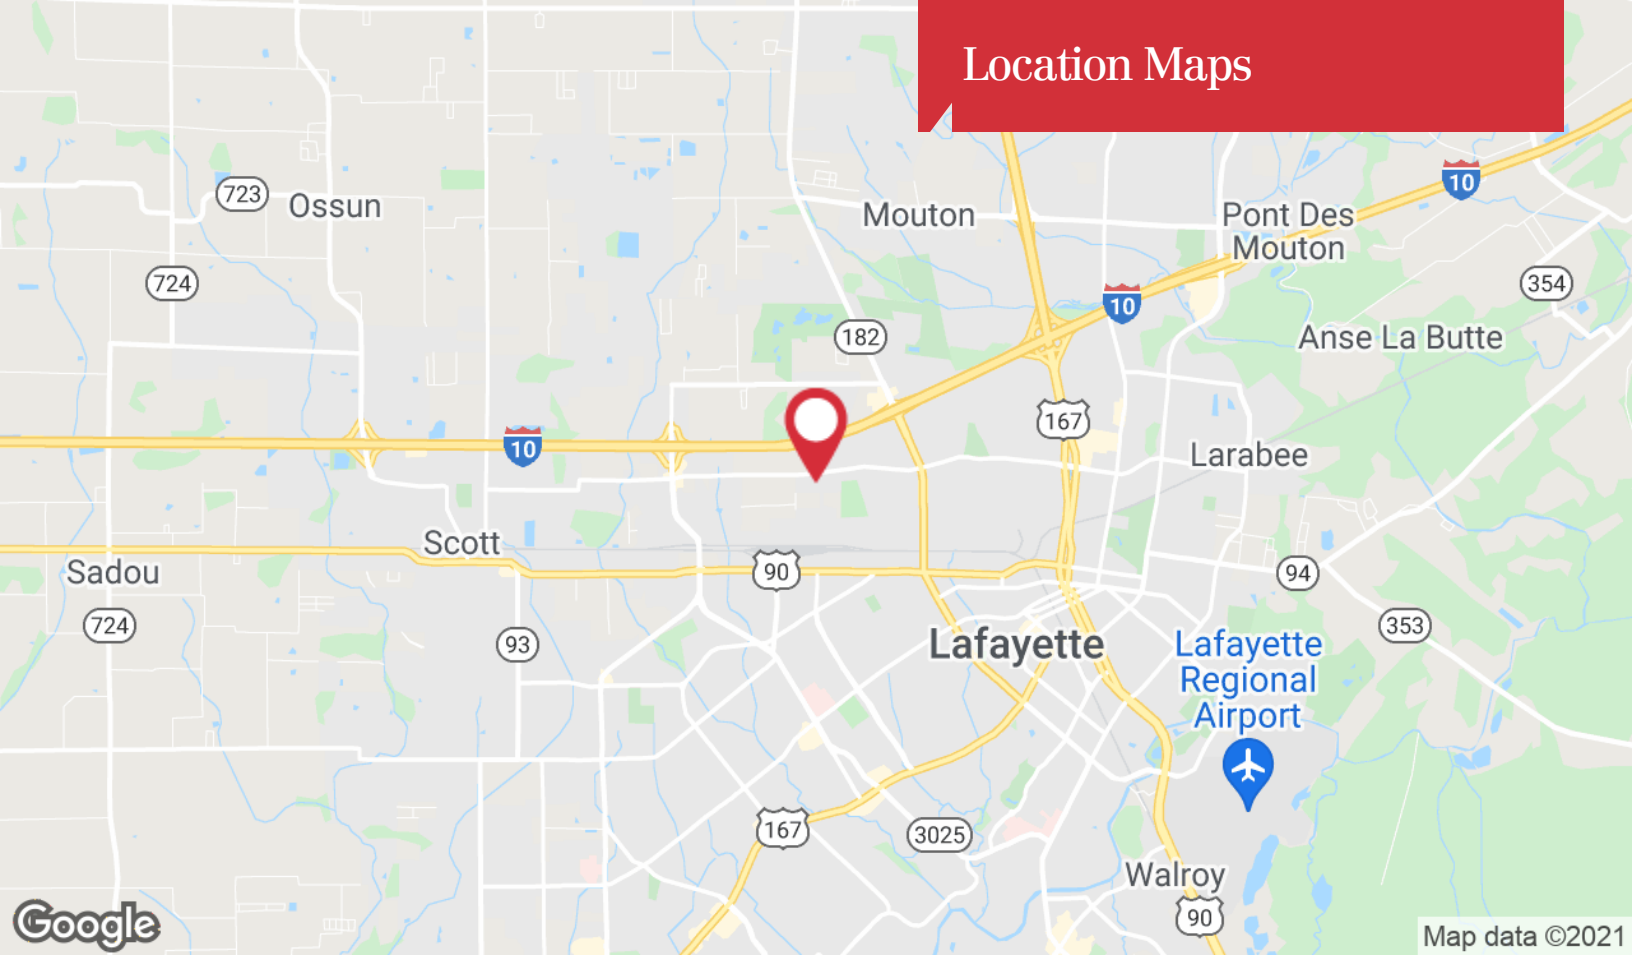 Location Maps
10
723
Ossun
Mouton
Pont Des
Mouton
724
354
10
182
Anse La Butte
167
10
Larabee
Scott
90
Sadou
94
724
353
93
Lafayette
Lafayette
Regional
Airport
167
3025
Walroy
90
Google
Map data ©2021